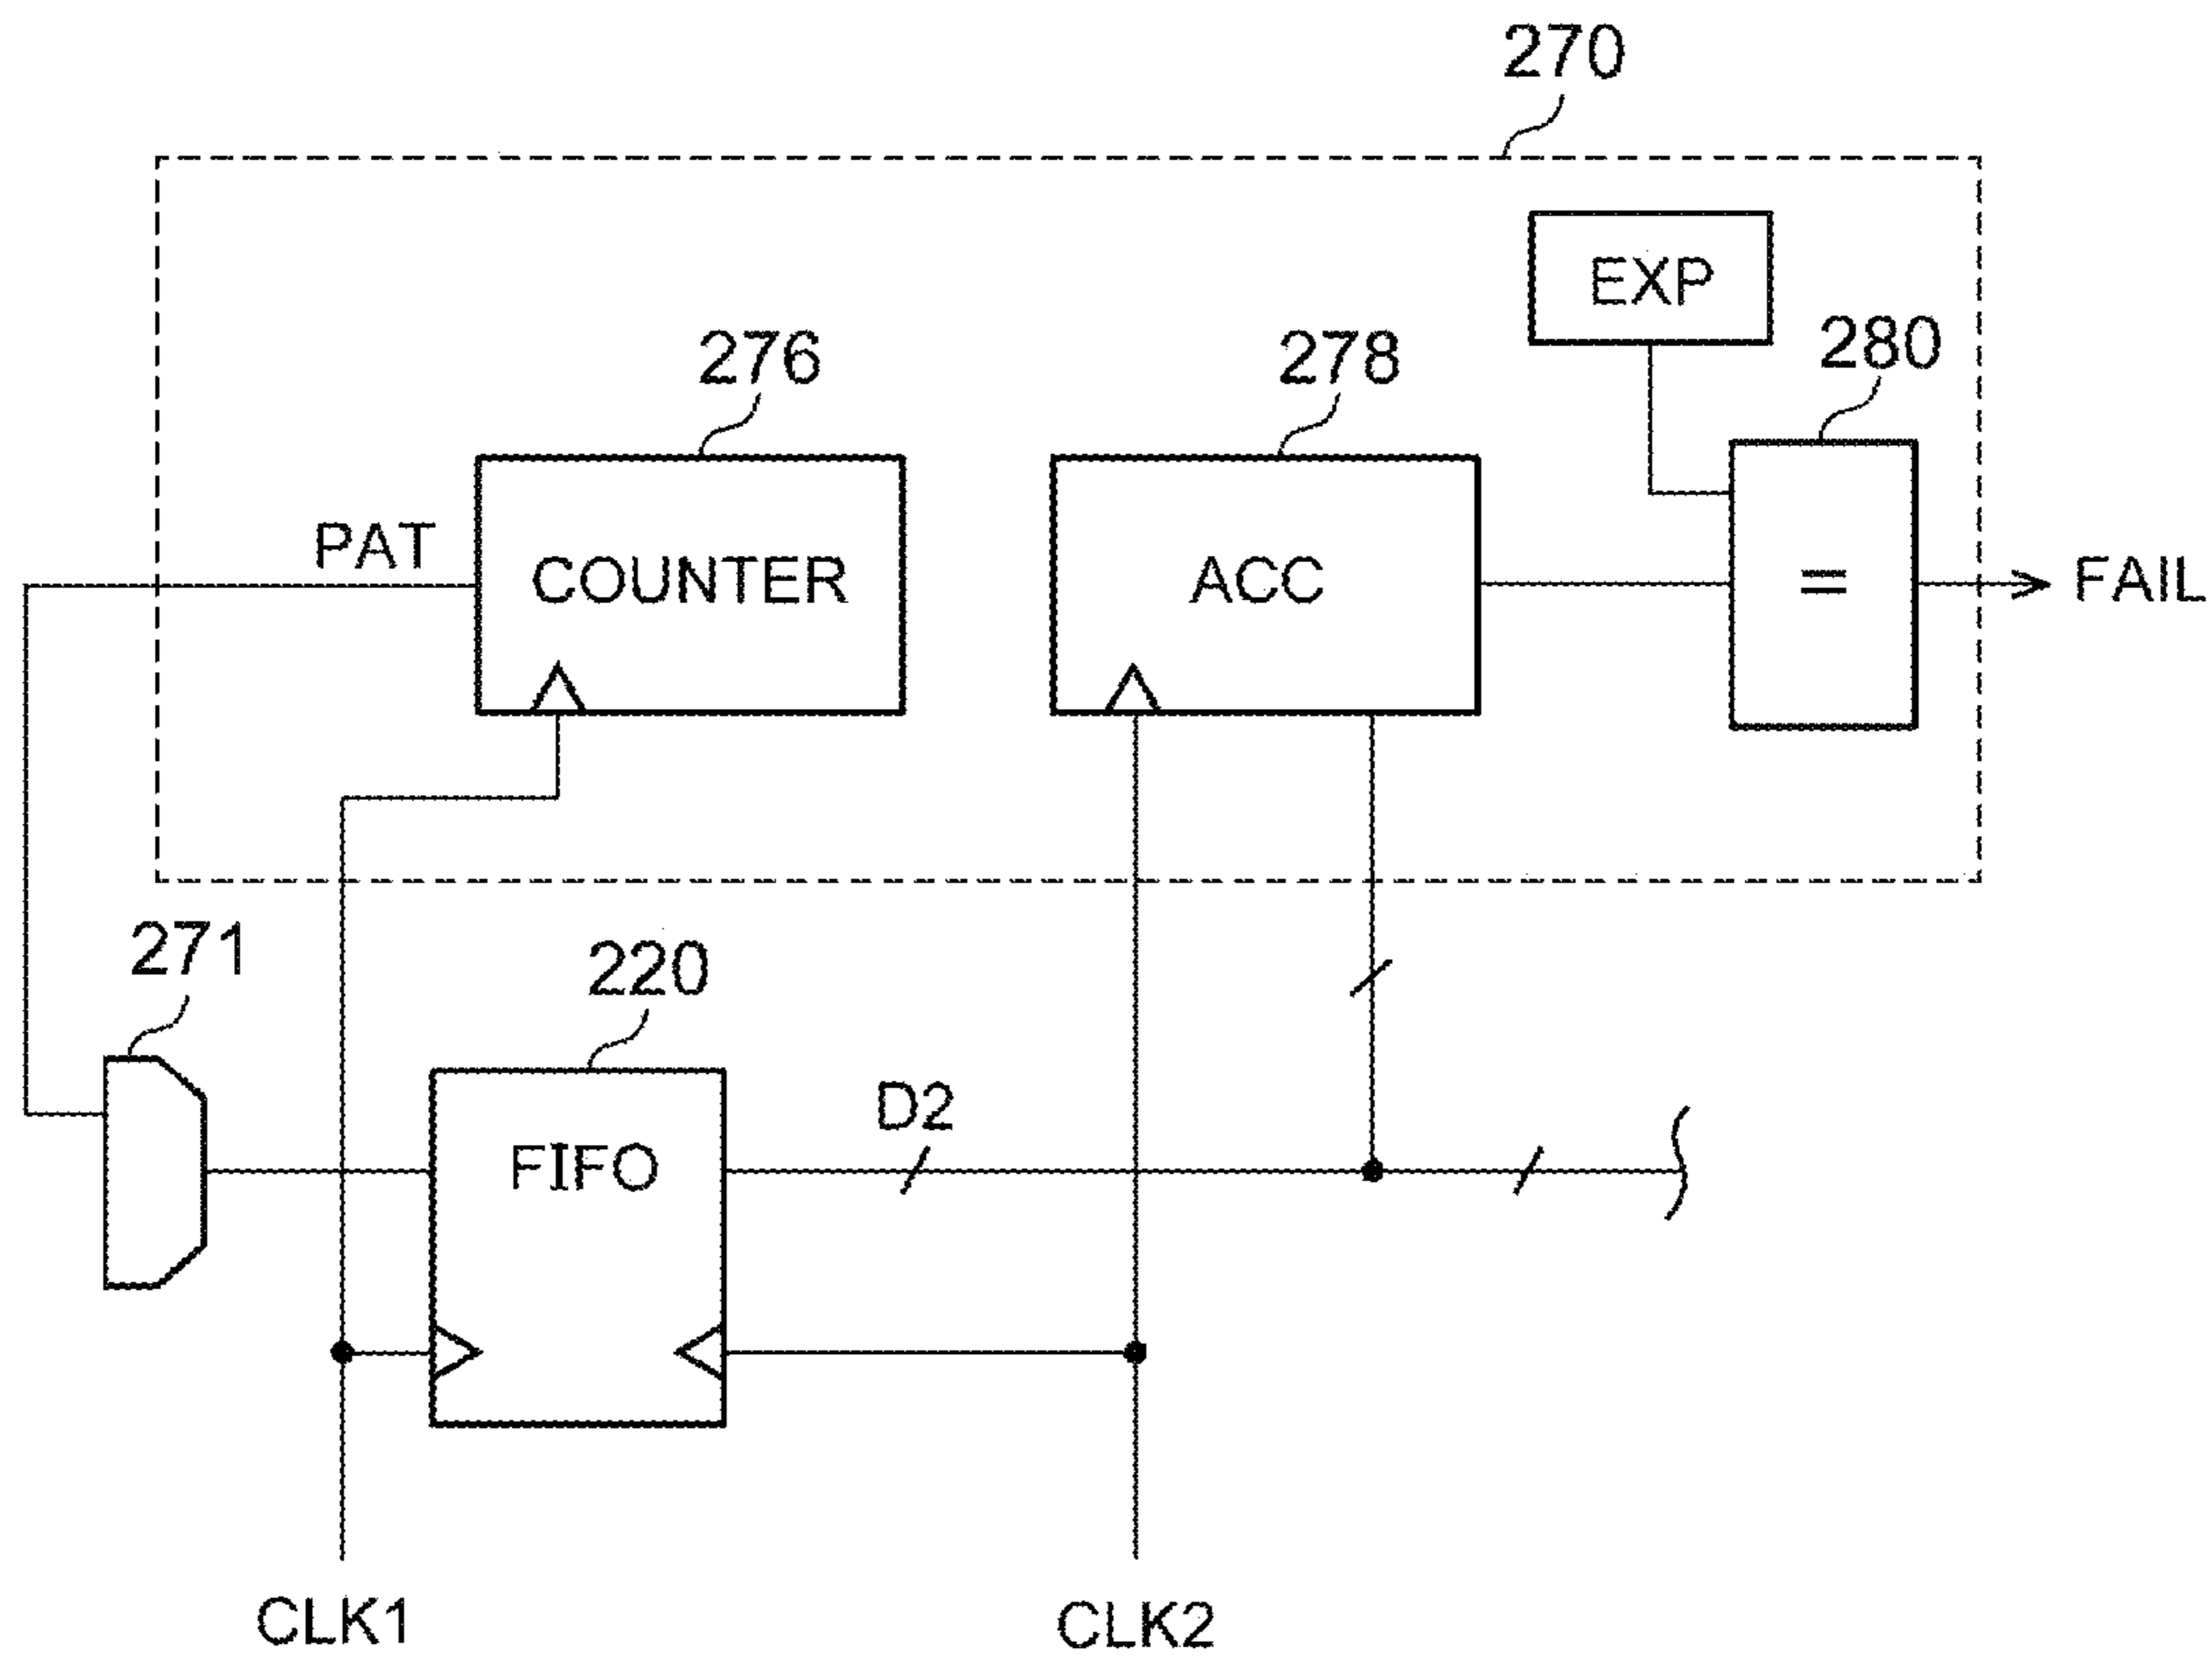 270
EXP
276
278
280
PAT
COUNTER
ACC
=
FAIL
271
220
D2
FIFO
CLK1
CLK2